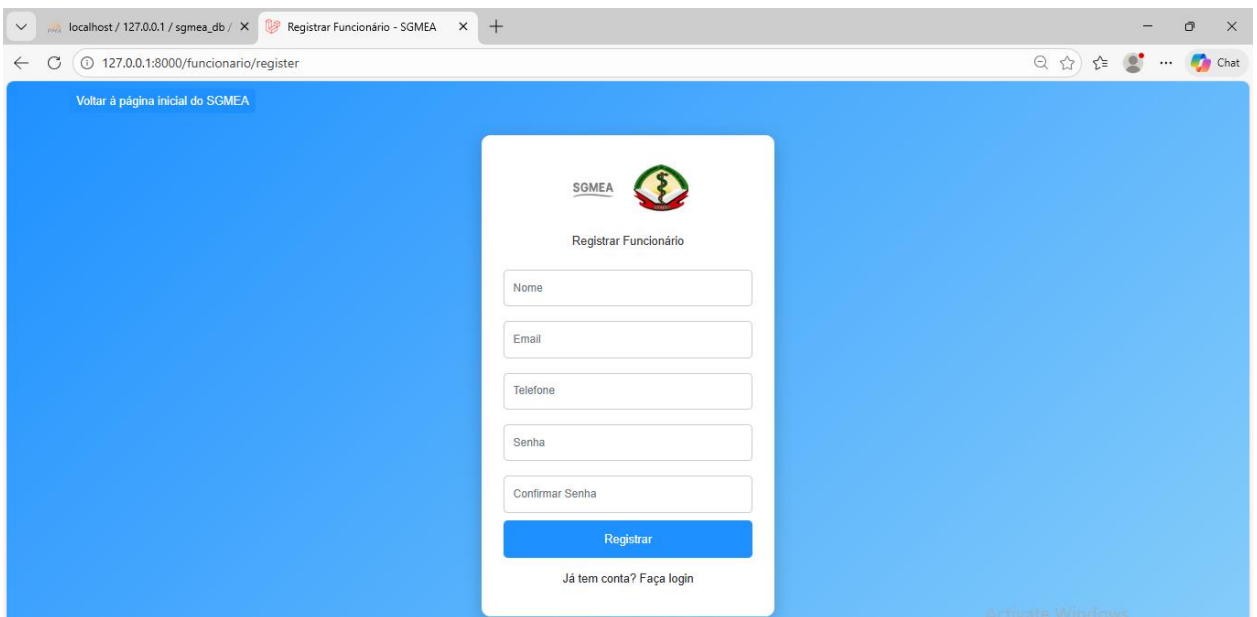 localhost / 127.0.0.1 / sgmea_db /
Registrar Funcionário - SGMEA
127.0.0.1:8000/funcionario/register
Chat
Voltar à página inicial do SGMEA
SGMEA
Registrar Funcionário
Nome
Email
Telefone
Senha
Confirmar Senha
Registrar
Já tem conta? Faça login
Activate Windows